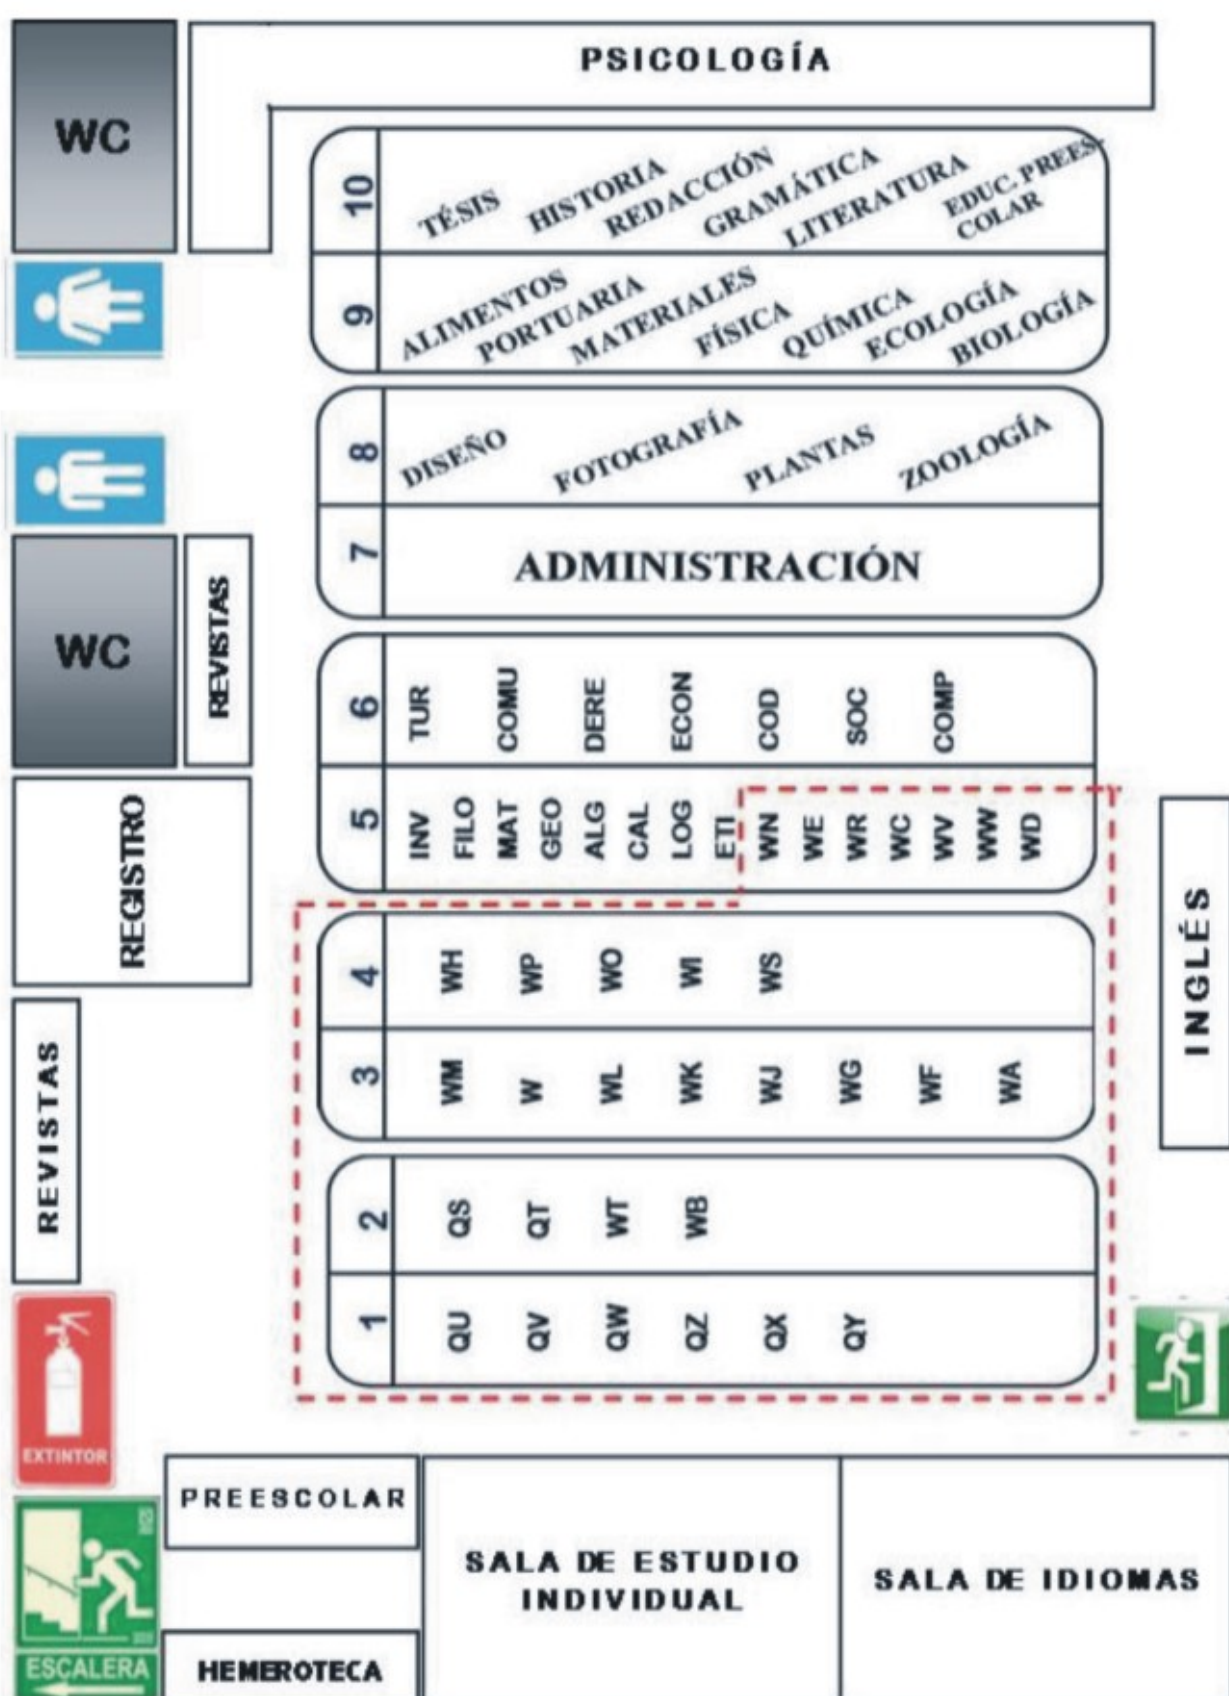 PSICOLOGÍA
WC
10
TÉSIS
HISTORIA
REDACCIÓN
GRAMÁTICA
LITERATURA
EDUC. PREES-
COLAR
9
ALIMENTOS
PORTUARIA
MATERIALES
FÍSICA
QUÍMICA
ECOLOGÍA
BIOLOGÍA
8
DISEÑO
FOTOGRAFÍA
PLANTAS
ZOOLOGÍA
7
ADMINISTRACIÓN
WC
REVISTAS
6
TUR
COMU
DERE
ECON
COD
SOC
COMP
REGISTRO
5
INV
FILO
MAT
GEO
ALG
CAL
LOG
ETI
WN
WE
WR
WC
WV
WW
WD
INGLÉS
4
WH
WP
WO
WI
WS
3
WM
W
WL
WK
WJ
WG
WF
WA
REVISTAS
2
QS
QT
WT
WB
1
QU
QV
QW
QZ
QX
QY
EXTINTOR
PREESCOLAR
SALA DE ESTUDIO
INDIVIDUAL
SALA DE IDIOMAS
ESCALERA
HEMEROTECA